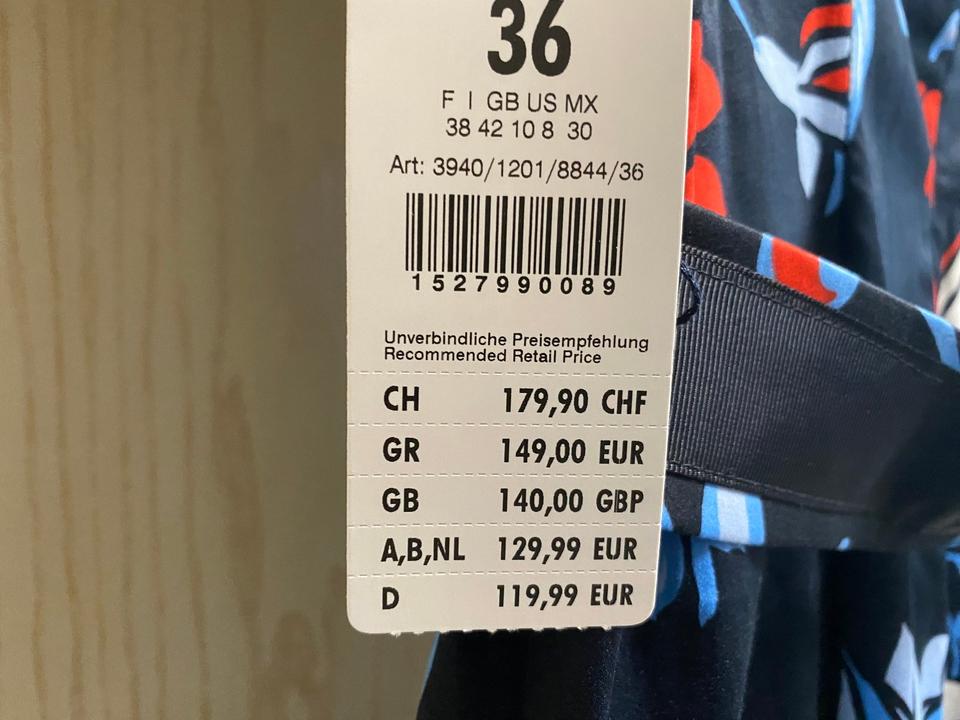 36
F I GB US MX
38 42 10 8 30
Art: 3940/1201/8844/36
1527990089
Unverbindliche Preisempfehlung
Recommended Retail Price
CH 179,90 CHF
GR 149,00 EUR
GB 140,00 GBP
A,B,NL 129,99 EUR
D 119,99 EUR